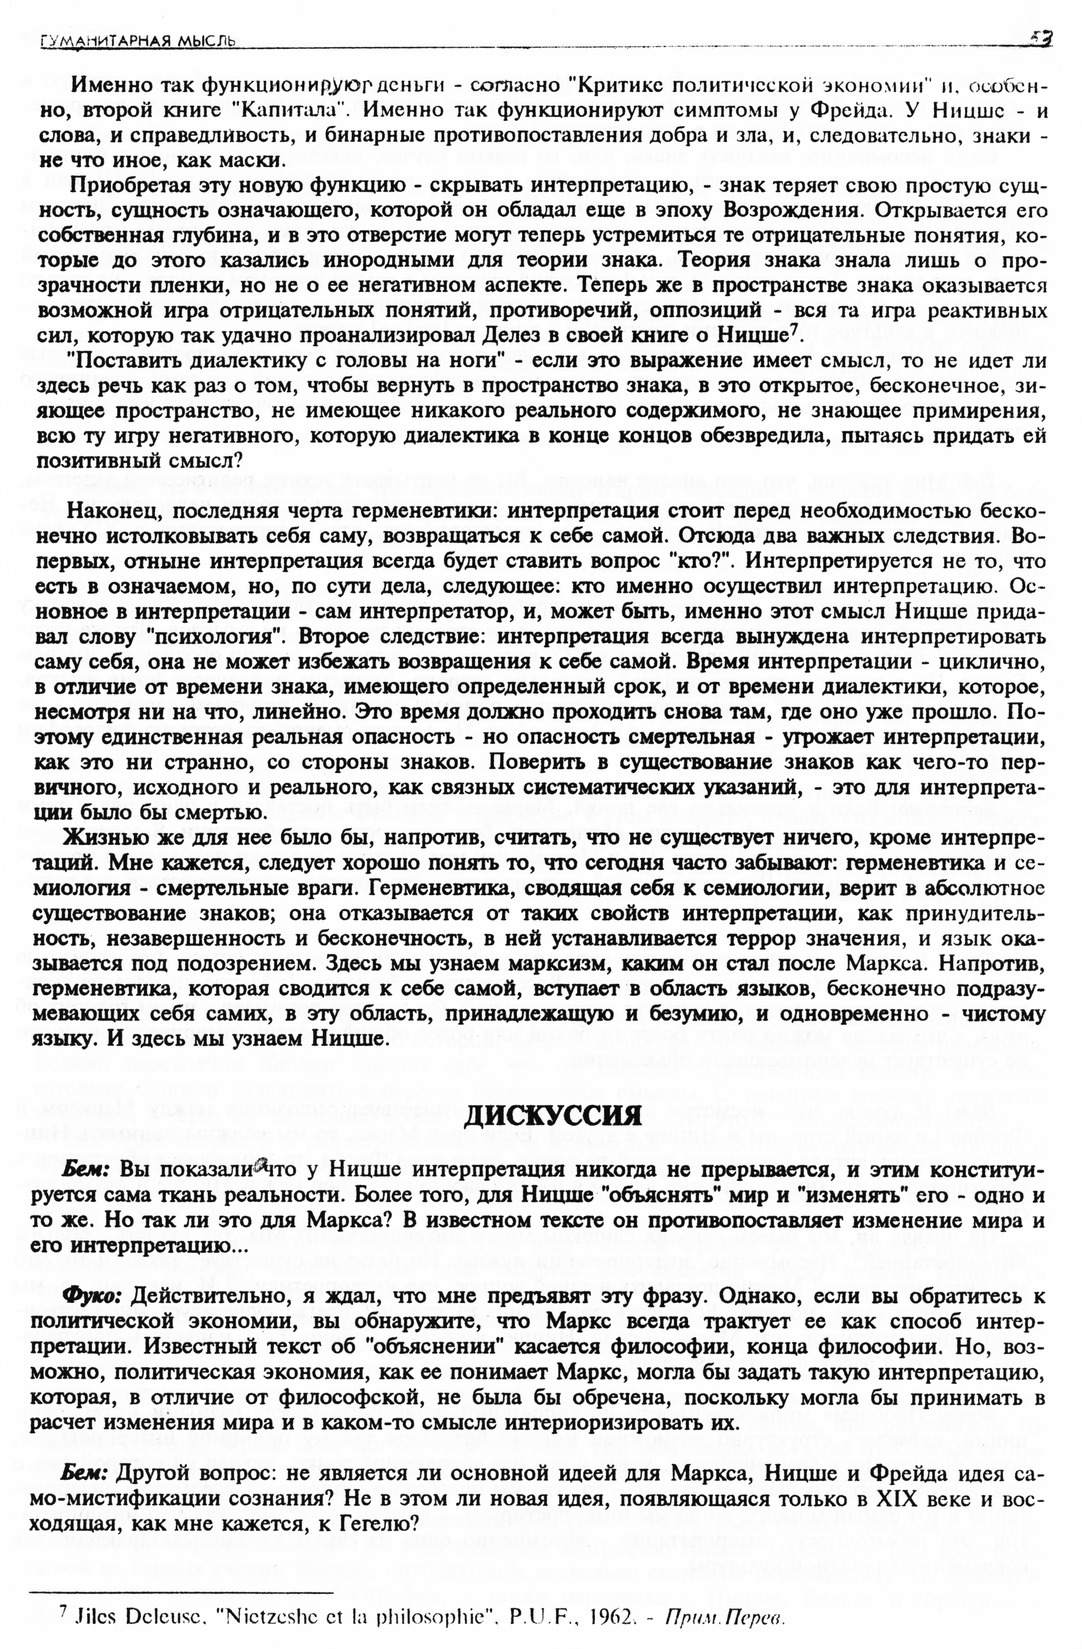 ГУМАНИТАРНАЯ МЫСЛЬ 53
Именно так функционируют деньги - согласно "Критике политической экономии" и, особен-
но, второй книге "Капитала". Именно так функционируют симптомы у Фрейда. У Ницше - и
слова, и справедливость, и бинарные противопоставления добра и зла, и, следовательно, знаки -
не что иное, как маски.
Приобретая эту новую функцию - скрывать интерпретацию, - знак теряет свою простую сущ-
ность, сущность означающего, которой он обладал еще в эпоху Возрождения. Открывается его
собственная глубина, и в это отверстие могут теперь устремиться те отрицательные понятия, ко-
торые до этого казались инородными для теории знака. Теория знака знала лишь о про-
зрачности пленки, но не о ее негативном аспекте. Теперь же в пространстве знака оказывается
возможной игра отрицательных понятий, противоречий, оппозиций - вся та игра реактивных
сил, которую так удачно проанализировал Делез в своей книге о Ницше⁷.
"Поставить диалектику с головы на ноги" - если это выражение имеет смысл, то не идет ли
здесь речь как раз о том, чтобы вернуть в пространство знака, в это открытое, бесконечное, зи-
яющее пространство, не имеющее никакого реального содержимого, не знающее примирения,
всю ту игру негативного, которую диалектика в конце концов обезвредила, пытаясь придать ей
позитивный смысл?
Наконец, последняя черта герменевтики: интерпретация стоит перед необходимостью беско-
нечно истолковывать себя саму, возвращаться к себе самой. Отсюда два важных следствия. Во-
первых, отныне интерпретация всегда будет ставить вопрос "кто?". Интерпретируется не то, что
есть в означаемом, но, по сути дела, следующее: кто именно осуществил интерпретацию. Ос-
новное в интерпретации - сам интерпретатор, и, может быть, именно этот смысл Ницше прида-
вал слову "психология". Второе следствие: интерпретация всегда вынуждена интерпретировать
саму себя, она не может избежать возвращения к себе самой. Время интерпретации - циклично,
в отличие от времени знака, имеющего определенный срок, и от времени диалектики, которое,
несмотря ни на что, линейно. Это время должно проходить снова там, где оно уже прошло. По-
этому единственная реальная опасность - но опасность смертельная - угрожает интерпретации,
как это ни странно, со стороны знаков. Поверить в существование знаков как чего-то пер-
вичного, исходного и реального, как связных систематических указаний, - это для интерпрета-
ции было бы смертью.
Жизнью же для нее было бы, напротив, считать, что не существует ничего, кроме интерпре-
таций. Мне кажется, следует хорошо понять то, что сегодня часто забывают: герменевтика и се-
миология - смертельные враги. Герменевтика, сводящая себя к семиологии, верит в абсолютное
существование знаков; она отказывается от таких свойств интерпретации, как принудитель-
ность, незавершенность и бесконечность, в ней устанавливается террор значения, и язык ока-
зывается под подозрением. Здесь мы узнаем марксизм, каким он стал после Маркса. Напротив,
герменевтика, которая сводится к себе самой, вступает в область языков, бесконечно подразу-
мевающих себя самих, в эту область, принадлежащую и безумию, и одновременно - чистому
языку. И здесь мы узнаем Ницше.
ДИСКУССИЯ
Бем: Вы показали, что у Ницше интерпретация никогда не прерывается, и этим конституи-
руется сама ткань реальности. Более того, для Ницше "объяснять" мир и "изменять" его - одно и
то же. Но так ли это для Маркса? В известном тексте он противопоставляет изменение мира и
его интерпретацию...
Фуко: Действительно, я ждал, что мне предъявят эту фразу. Однако, если вы обратитесь к
политической экономии, вы обнаружите, что Маркс всегда трактует ее как способ интер-
претации. Известный текст об "объяснении" касается философии, конца философии. Но, воз-
можно, политическая экономия, как ее понимает Маркс, могла бы задать такую интерпретацию,
которая, в отличие от философской, не была бы обречена, поскольку могла бы принимать в
расчет изменения мира и в каком-то смысле интериоризировать их.
Бем: Другой вопрос: не является ли основной идеей для Маркса, Ницше и Фрейда идея са-
мо-мистификации сознания? Не в этом ли новая идея, появляющаяся только в XIX веке и вос-
ходящая, как мне кажется, к Гегелю?
⁷ Jiles Deleuse. "Nietzeshe et la philosophie". P.U.F., 1962. - Прим. Перев.